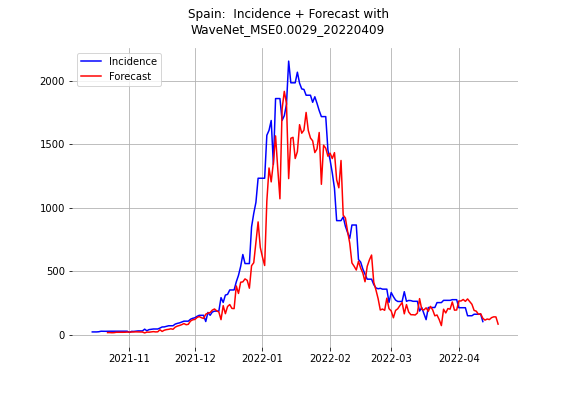 Spain:  Incidence + Forecast with
WaveNet_MSE0.0029_20220409
Incidence
Forecast
2000
1500
1000
500
0
2021-11
2021-12
2022-01
2022-02
2022-03
2022-04